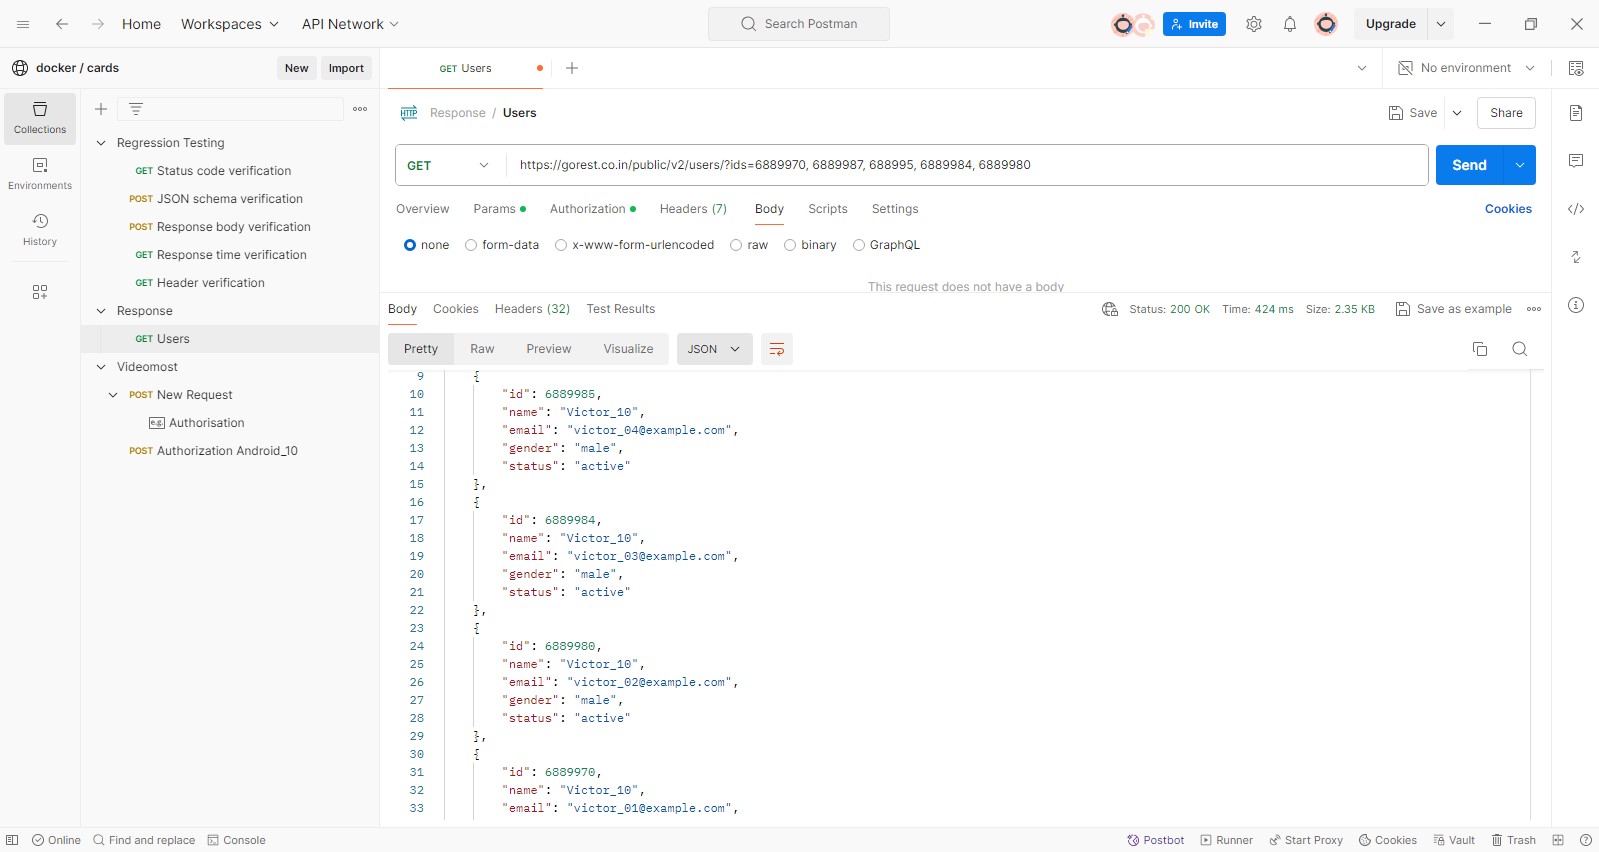 Home Workspaces API Network Search Postman Invite Upgrade
docker / cards New Import GET Users No environment
Collections
Environments
History
Regression Testing
GET Status code verification
POST JSON schema verification
POST Response body verification
GET Response time verification
GET Header verification
Response
GET Users
Videomost
POST New Request
e.g. Authorisation
POST Authorization Android_10
HTTP Response / Users Save Share
GET https://gorest.co.in/public/v2/users/?ids=6889970, 6889987, 688995, 6889984, 6889980 Send
Overview Params Authorization Headers (7) Body Scripts Settings Cookies
none form-data x-www-form-urlencoded raw binary GraphQL
This request does not have a body
Body Cookies Headers (32) Test Results Status: 200 OK Time: 424 ms Size: 2.35 KB Save as example
Pretty Raw Preview Visualize JSON
9 {
10 "id": 6889985,
11 "name": "Victor_10",
12 "email": "victor_04@example.com",
13 "gender": "male",
14 "status": "active"
15 },
16 {
17 "id": 6889984,
18 "name": "Victor_10",
19 "email": "victor_03@example.com",
20 "gender": "male",
21 "status": "active"
22 },
23 {
24 "id": 6889980,
25 "name": "Victor_10",
26 "email": "victor_02@example.com",
27 "gender": "male",
28 "status": "active"
29 },
30 {
31 "id": 6889970,
32 "name": "Victor_10",
33 "email": "victor_01@example.com",
Online Find and replace Console Postbot Runner Start Proxy Cookies Vault Trash